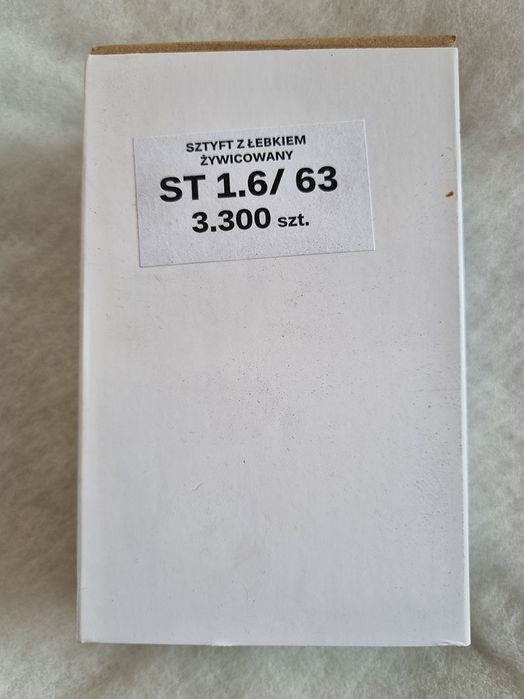 SZTYFT Z ŁEBKIEM
ŻYWICOWANY
ST 1.6/ 63
3.300 szt.